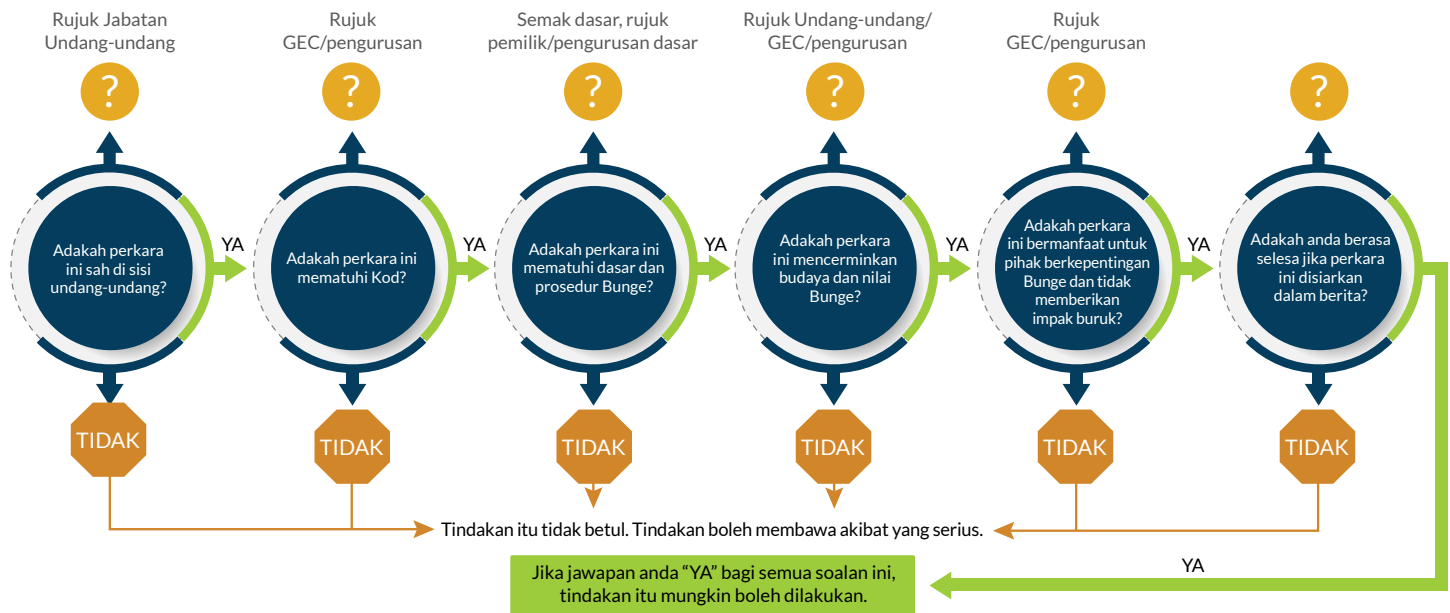 Rujuk Jabatan
Undang-undang
Rujuk
GEC/pengurusan
Semak dasar, rujuk
pemilik/pengurusan dasar
Rujuk Undang-undang/
GEC/pengurusan
Rujuk
GEC/pengurusan
?
?
?
?
?
?
Adakah perkara
ini sah di sisi
undang-undang?
YA
Adakah perkara ini
mematuhi Kod?
YA
Adakah perkara ini
mematuhi dasar dan
prosedur Bunge?
YA
Adakah perkara
ini mencerminkan
budaya dan nilai
Bunge?
YA
Adakah perkara
ini bermanfaat untuk
pihak berkepentingan
Bunge dan tidak
memberikan
impak buruk?
YA
Adakah anda berasa
selesa jika perkara
ini disiarkan
dalam berita?
TIDAK
TIDAK
TIDAK
TIDAK
TIDAK
TIDAK
Tindakan itu tidak betul. Tindakan boleh membawa akibat yang serius.
YA
Jika jawapan anda “YA” bagi semua soalan ini,
tindakan itu mungkin boleh dilakukan.